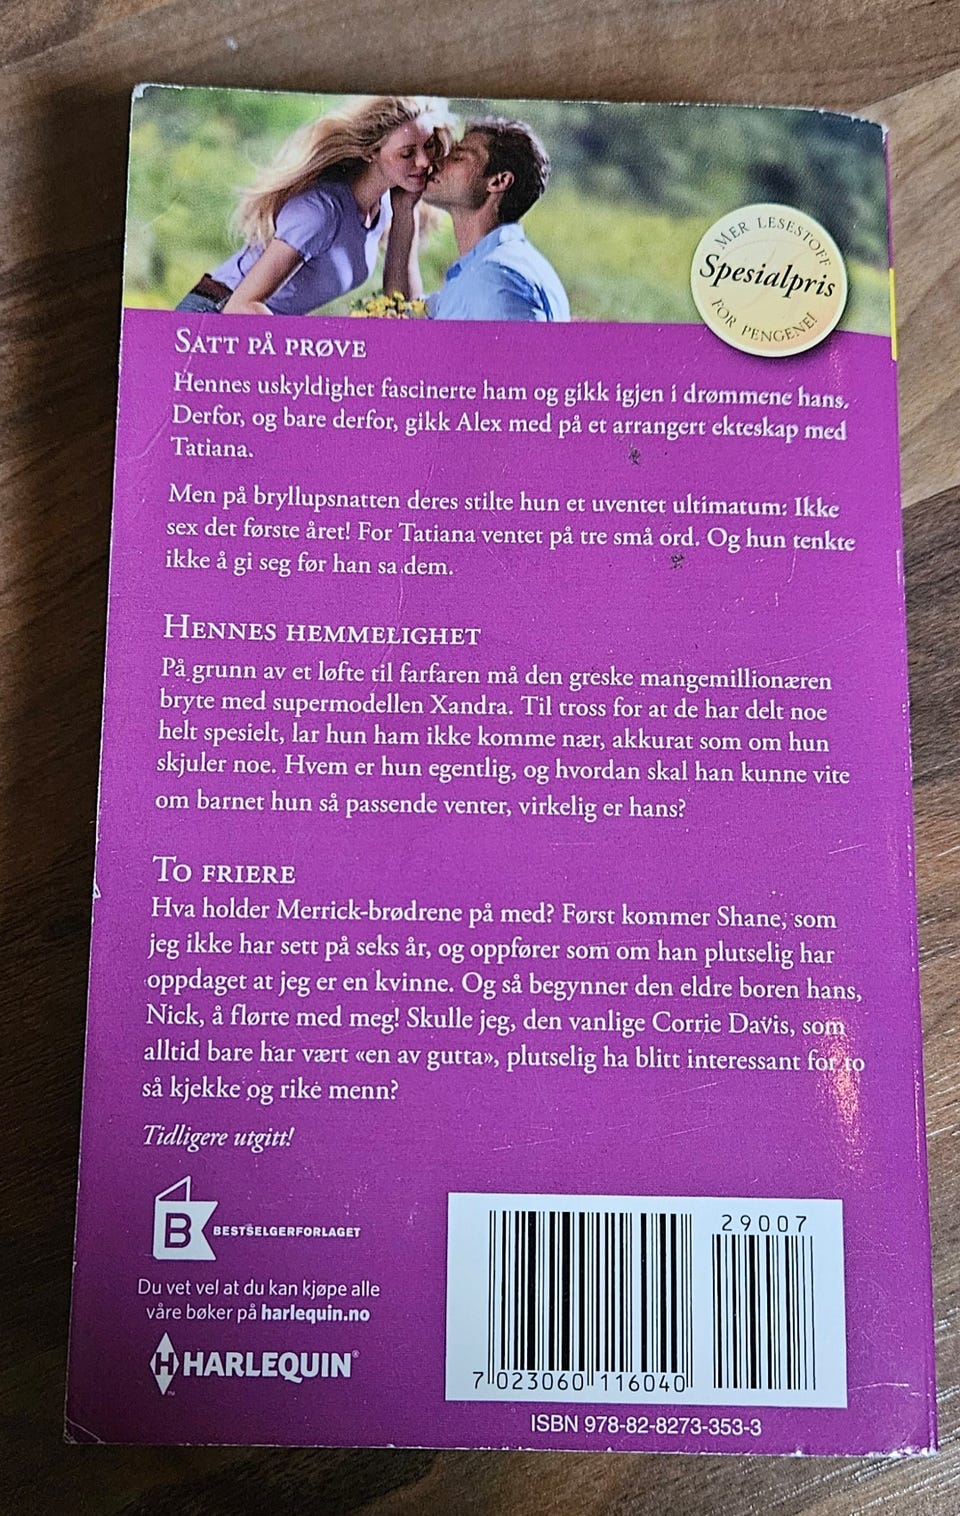 MER LESESTOFF
Spesialpris
FOR PENGENE!
SATT PÅ PRØVE
Hennes uskyldighet fascinerte ham og gikk igjen i drømmene hans.
Derfor, og bare derfor, gikk Alex med på et arrangert ekteskap med
Tatiana.
Men på bryllupsnatten deres stilte hun et uventet ultimatum: Ikke
sex det første året! For Tatiana ventet på tre små ord. Og hun tenkte
ikke å gi seg før han sa dem.
HENNES HEMMELIGHET
På grunn av et løfte til farfaren må den greske mangemillionæren
bryte med supermodellen Xandra. Til tross for at de har delt noe
helt spesielt, lar hun ham ikke komme nær, akkurat som om hun
skjuler noe. Hvem er hun egentlig, og hvordan skal han kunne vite
om barnet hun så passende venter, virkelig er hans?
TO FRIERE
Hva holder Merrick-brødrene på med? Først kommer Shane, som
jeg ikke har sett på seks år, og oppfører som om han plutselig har
oppdaget at jeg er en kvinne. Og så begynner den eldre boren hans,
Nick, å flørte med meg! Skulle jeg, den vanlige Corrie Davis, som
alltid bare har vært «en av gutta», plutselig ha blitt interessant for to
så kjekke og rike menn?
Tidligere utgitt!
B BESTSELGERFORLAGET
Du vet vel at du kan kjøpe alle
våre bøker på harlequin.no
H HARLEQUIN®
TM
29007
7 023060 116040
ISBN 978-82-8273-353-3